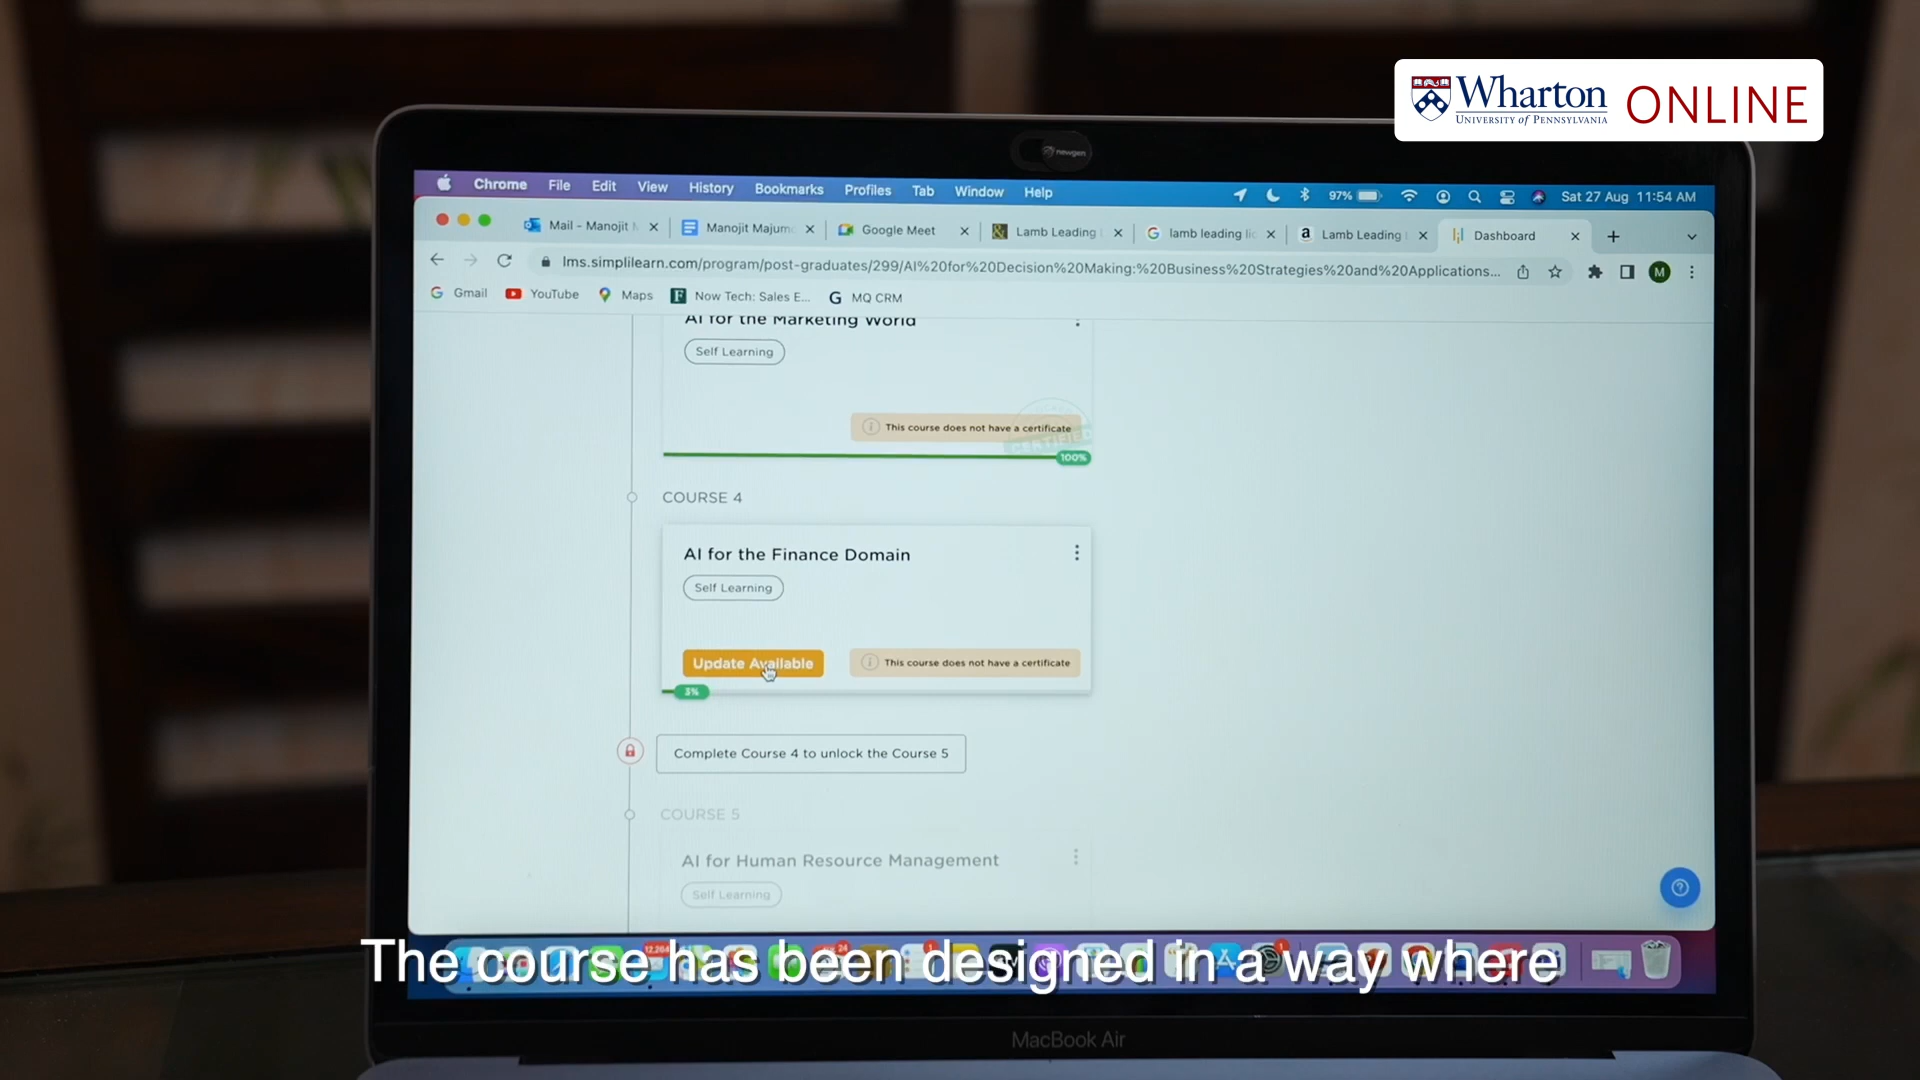 Wharton
UNIVERSITY of PENNSYLVANIA
ONLINE
newgen
Chrome File Edit View History Bookmarks Profiles Tab Window Help
97% Sat 27 Aug 11:54 AM
Mail - Manojit Manojit Majum Google Meet Lamb Leading lamb leading lic Lamb Leading Dashboard
lms.simplilearn.com/program/post-graduates/299/AI%20for%20Decision%20Making:%20Business%20Strategies%20and%20Applications...
M
Gmail YouTube Maps Now Tech: Sales E... MQ CRM
AI for the Marketing World
Self Learning
This course does not have a certificate
100%
COURSE 4
AI for the Finance Domain
Self Learning
Update Available
This course does not have a certificate
3%
Complete Course 4 to unlock the Course 5
COURSE 5
AI for Human Resource Management
Self Learning
The course has been designed in a way where
MacBook Air